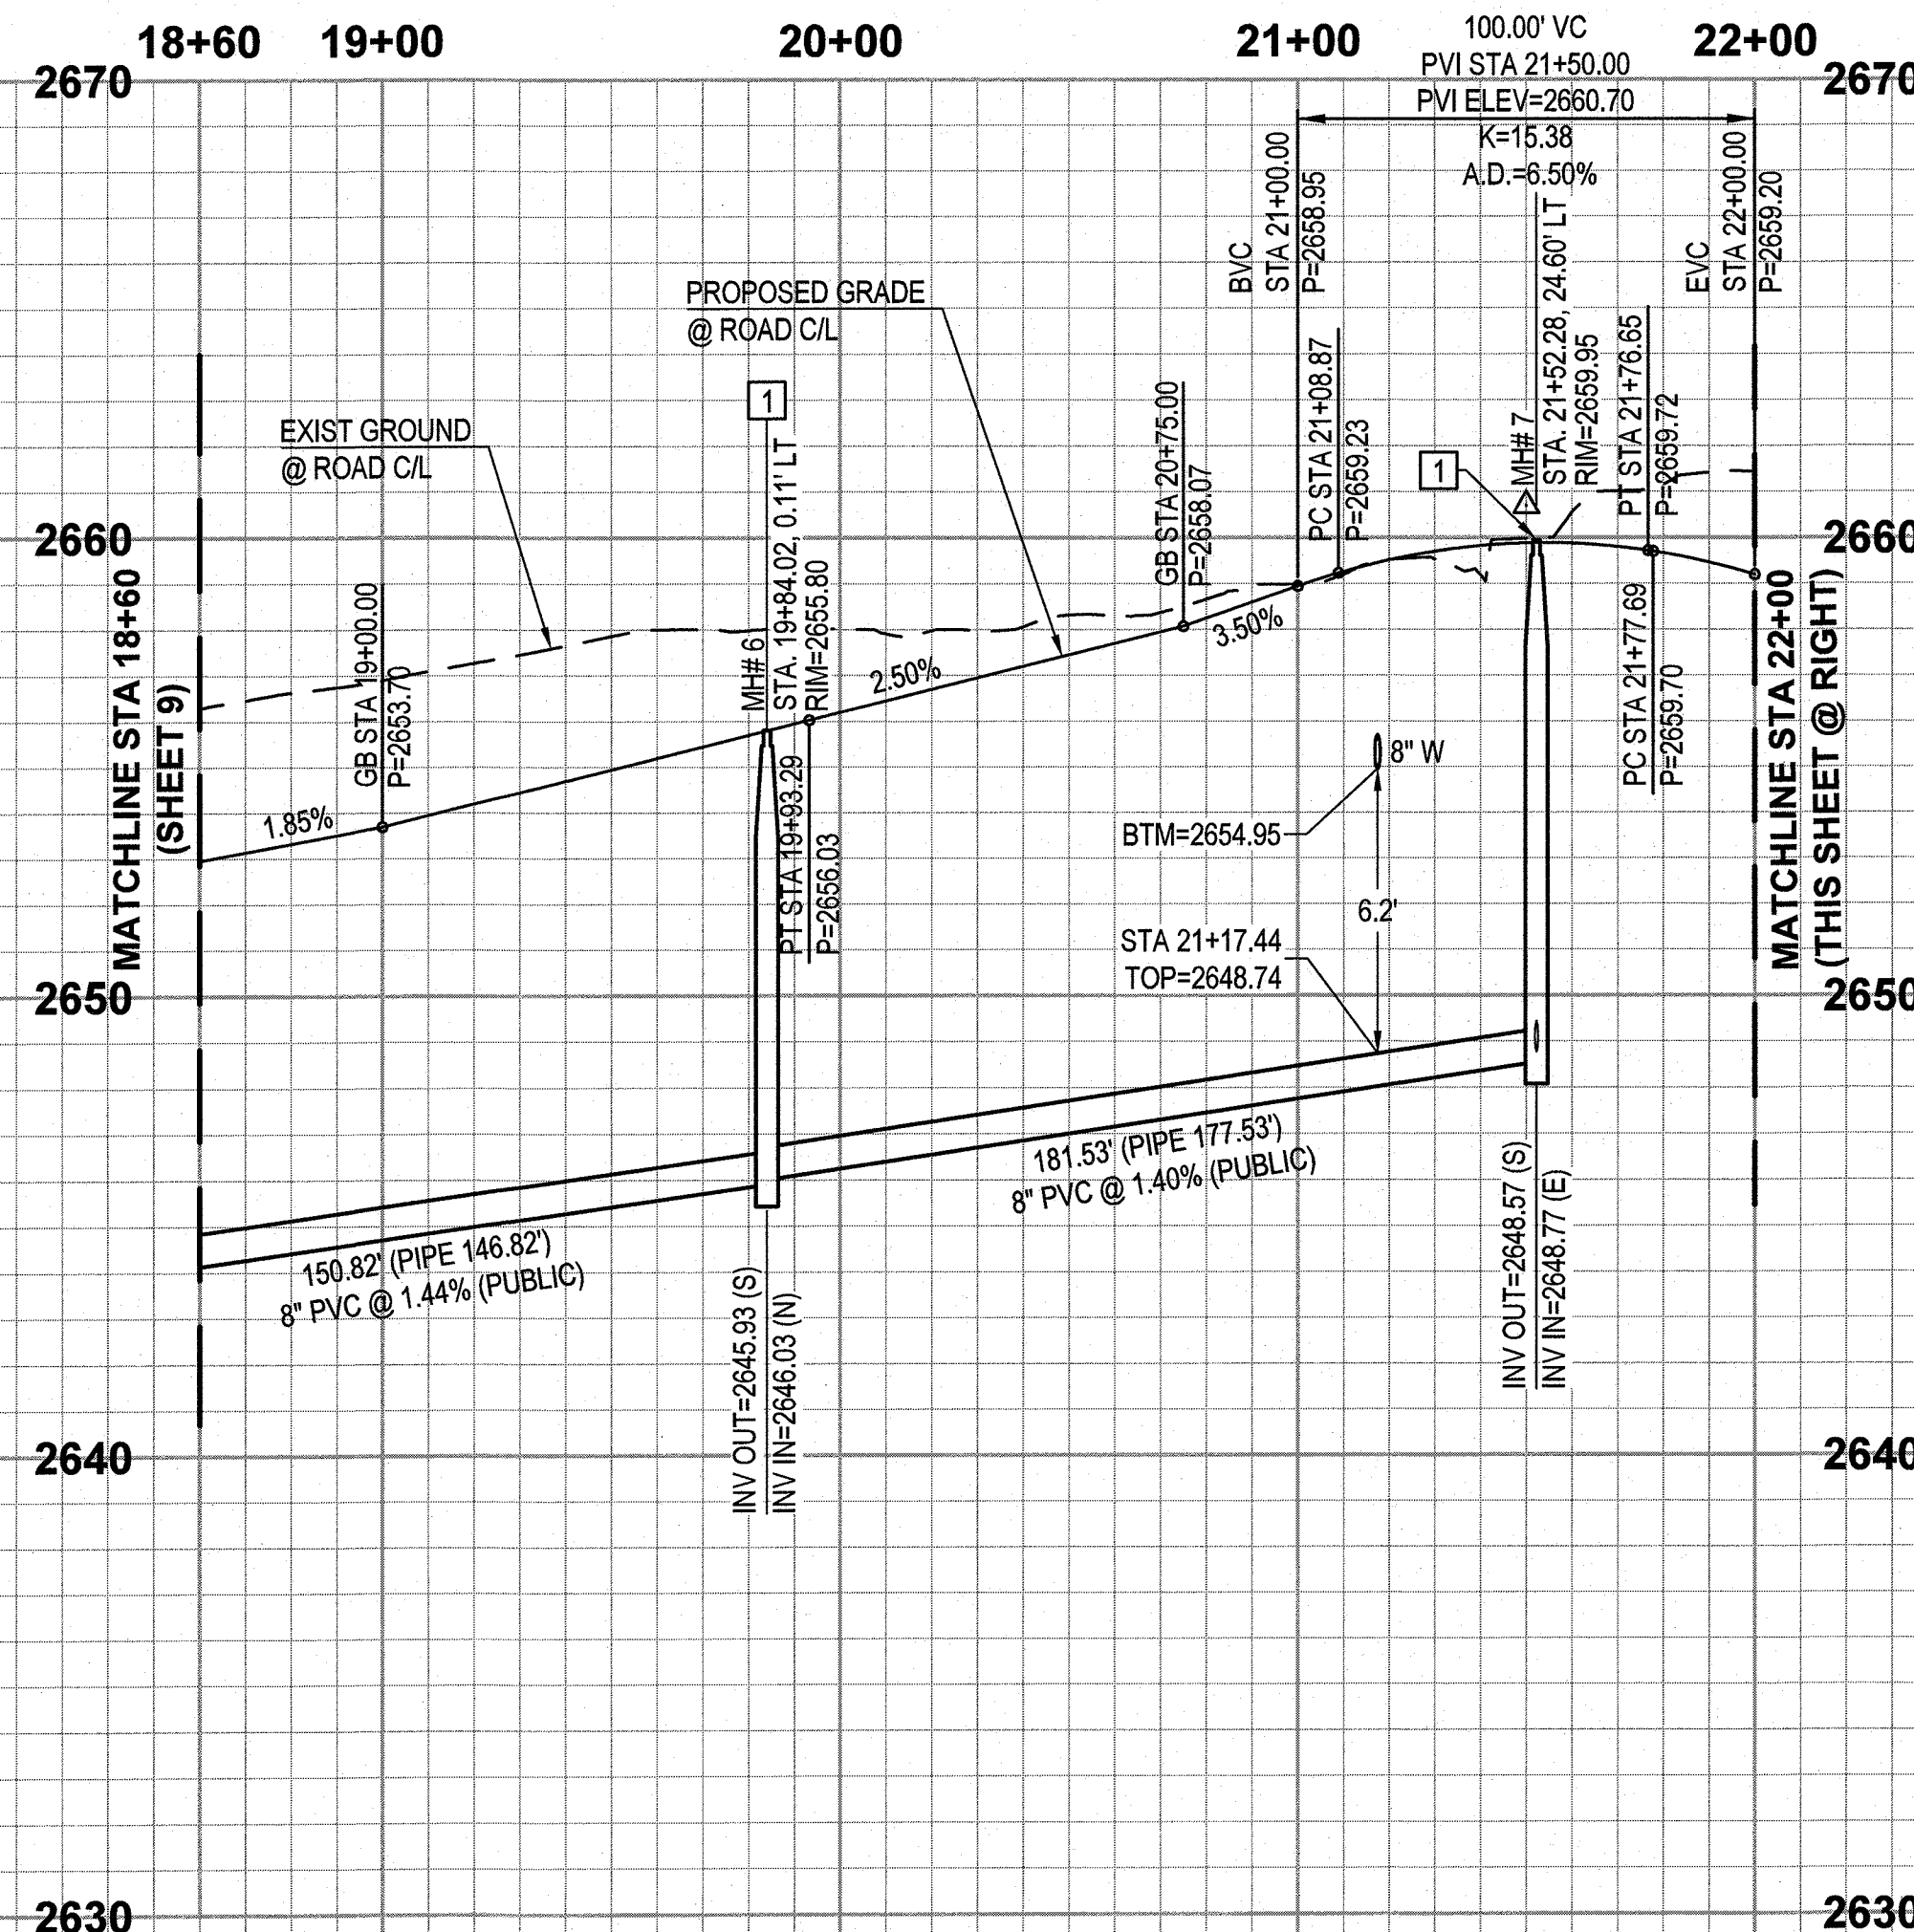 18+60
19+00
20+00
21+00
22+00
100.00' VC
PVI STA 21+50.00
PVI ELEV=2660.70
K=15.38
A.D.=6.50%
2670
2670
BVC
STA 21+00.00
P=2658.95
EVC
STA 22+00.00
P=2659.20
PROPOSED GRADE
@ ROAD C/L
EXIST GROUND
@ ROAD C/L
1
MH# 6
STA. 19+84.02, 0.11' LT
RIM=2655.80
GB STA 20+75.00
P=2658.07
PC STA 21+08.87
P=2659.23
1
MH# 7
STA. 21+52.28, 24.60' LT
RIM=2659.95
PT STA 21+76.65
P=2659.72
2660
2660
MATCHLINE STA 18+60
(SHEET 9)
GB STA 19+00.00
P=2653.70
1.85%
2.50%
3.50%
PT STA 19+93.29
P=2656.03
8" W
BTM=2654.95
6.2'
STA 21+17.44
TOP=2648.74
PC STA 21+77.69
P=2659.70
MATCHLINE STA 22+00
(THIS SHEET @ RIGHT)
2650
2650
150.82' (PIPE 146.82')
8" PVC @ 1.44% (PUBLIC)
181.53' (PIPE 177.53')
8" PVC @ 1.40% (PUBLIC)
INV OUT=2645.93 (S)
INV IN=2646.03 (N)
INV OUT=2648.57 (S)
INV IN=2648.77 (E)
2640
2640
2630
2630